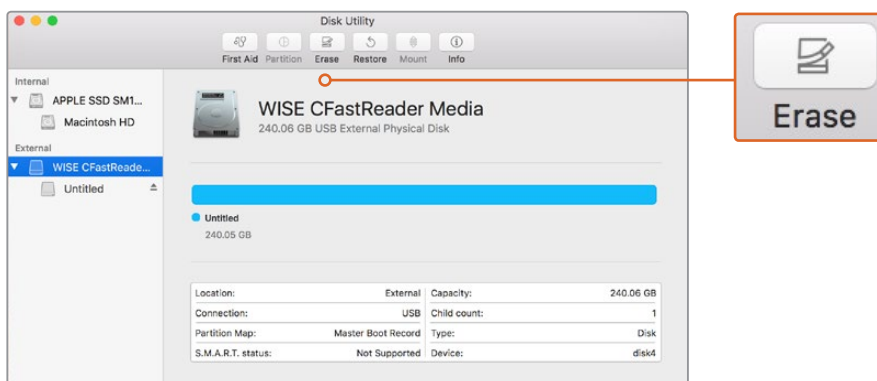 Disk Utility
First Aid Partition Erase Restore Mount Info
Erase
Internal
APPLE SSD SM1...
Macintosh HD
External
WISE CFastReade...
Untitled
WISE CFastReader Media
240.06 GB USB External Physical Disk
Untitled
240.05 GB
Location: External Capacity: 240.06 GB
Connection: USB Child count: 1
Partition Map: Master Boot Record Type: Disk
S.M.A.R.T. status: Not Supported Device: disk4